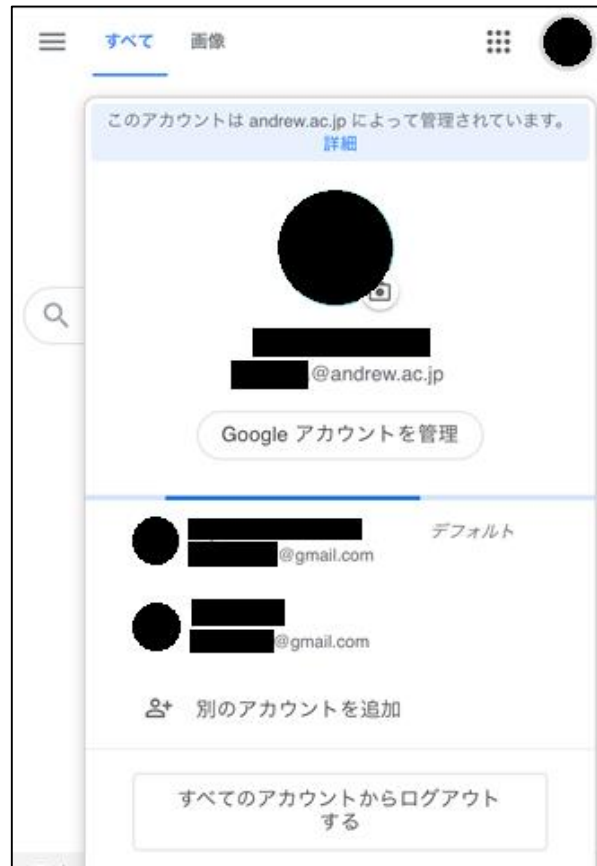 すべて 画像
このアカウントは andrew.ac.jp によって管理されています。
詳細
@andrew.ac.jp
Google アカウントを管理
デフォルト
@gmail.com
@gmail.com
別のアカウントを追加
すべてのアカウントからログアウト
する